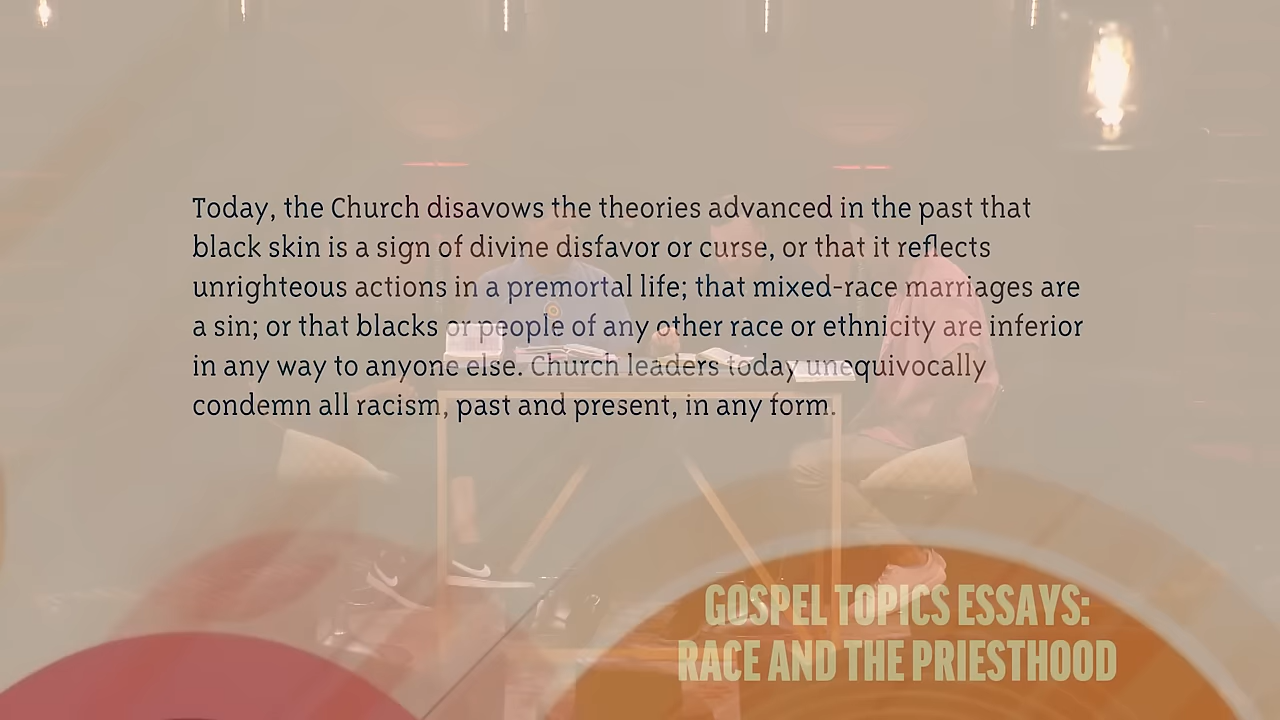 Today, the Church disavows the theories advanced in the past that
black skin is a sign of divine disfavor or curse, or that it reflects
unrighteous actions in a premortal life; that mixed-race marriages are
a sin; or that blacks or people of any other race or ethnicity are inferior
in any way to anyone else. Church leaders today unequivocally
condemn all racism, past and present, in any form.
GOSPEL TOPICS ESSAYS:
RACE AND THE PRIESTHOOD